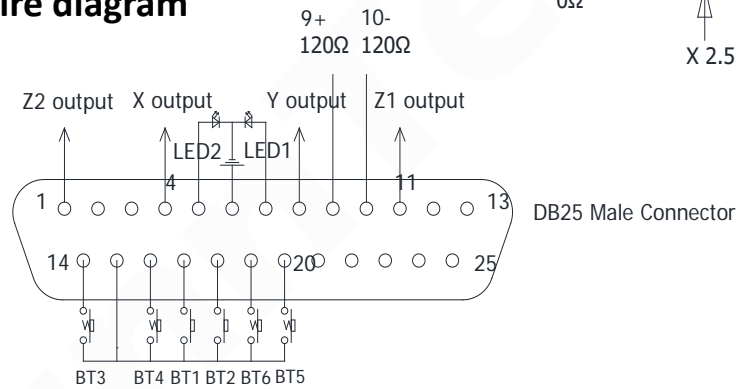 ire diagram
9+ 10-
120Ω 120Ω
0Ω
X 2.5
Z2 output X output Y output Z1 output
LED2 LED1
4 11
1 13
DB25 Male Connector
14 20 25
BT3 BT4 BT1 BT2 BT6 BT5